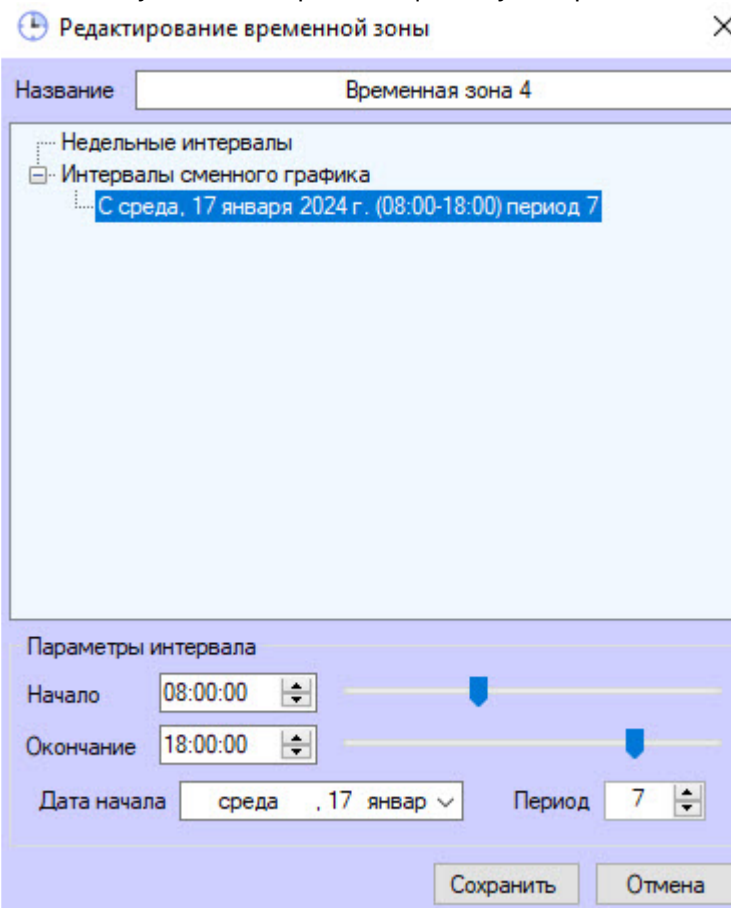 Редактирование временной зоны
Название Временная зона 4
Недельные интервалы
Интервалы сменного графика
С среда, 17 января 2024 г. (08:00-18:00) период 7
Параметры интервала
Начало 08:00:00
Окончание 18:00:00
Дата начала среда , 17 январ Период 7
Сохранить Отмена